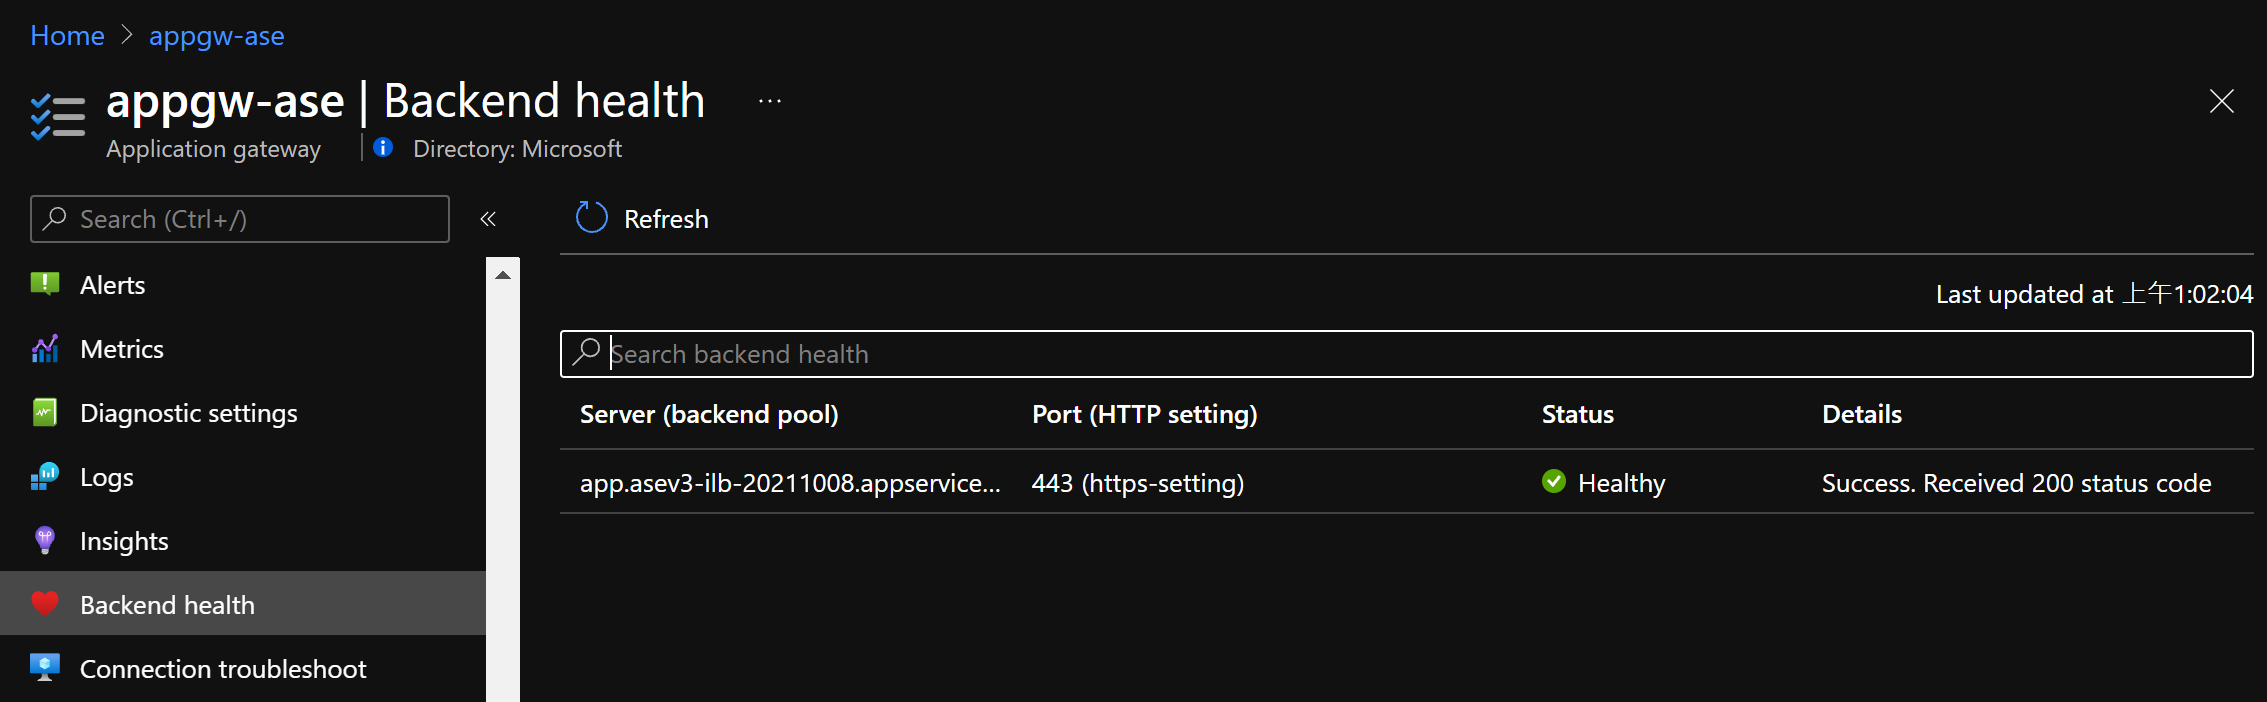 Home > appgw-ase
appgw-ase | Backend health ...
Application gateway
Directory: Microsoft
Search (Ctrl+/)
Alerts
Metrics
Diagnostic settings
Logs
Insights
Backend health
Connection troubleshoot
Refresh
Last updated at 上午1:02:04
Search backend health
Server (backend pool) Port (HTTP setting) Status Details
app.asev3-ilb-20211008.appservice... 443 (https-setting) Healthy Success. Received 200 status code